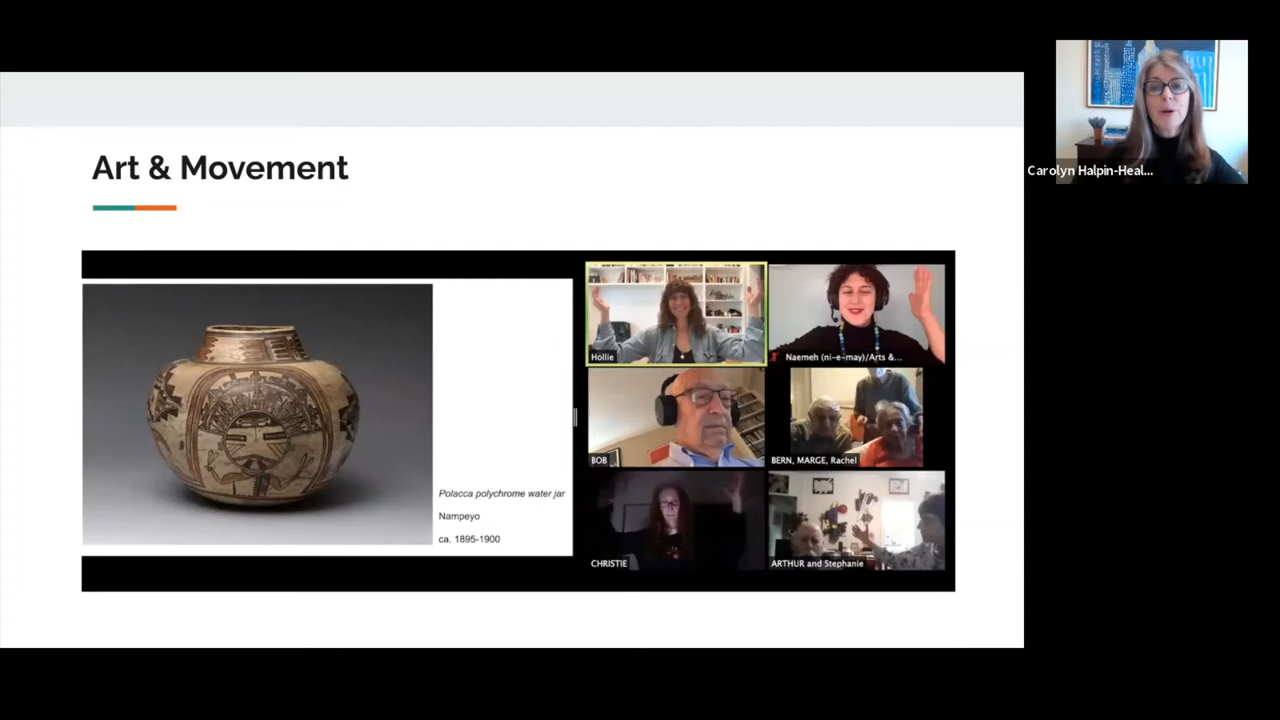 Art & Movement
Carolyn Halpin-Heal...
Hollie
Naemeh (ni-e-may)/Arts &...
BOB
BERN, MARGE, Rachel
Polacca polychrome water jar
Nampeyo
ca. 1895-1900
CHRISTIE
ARTHUR and Stephanie